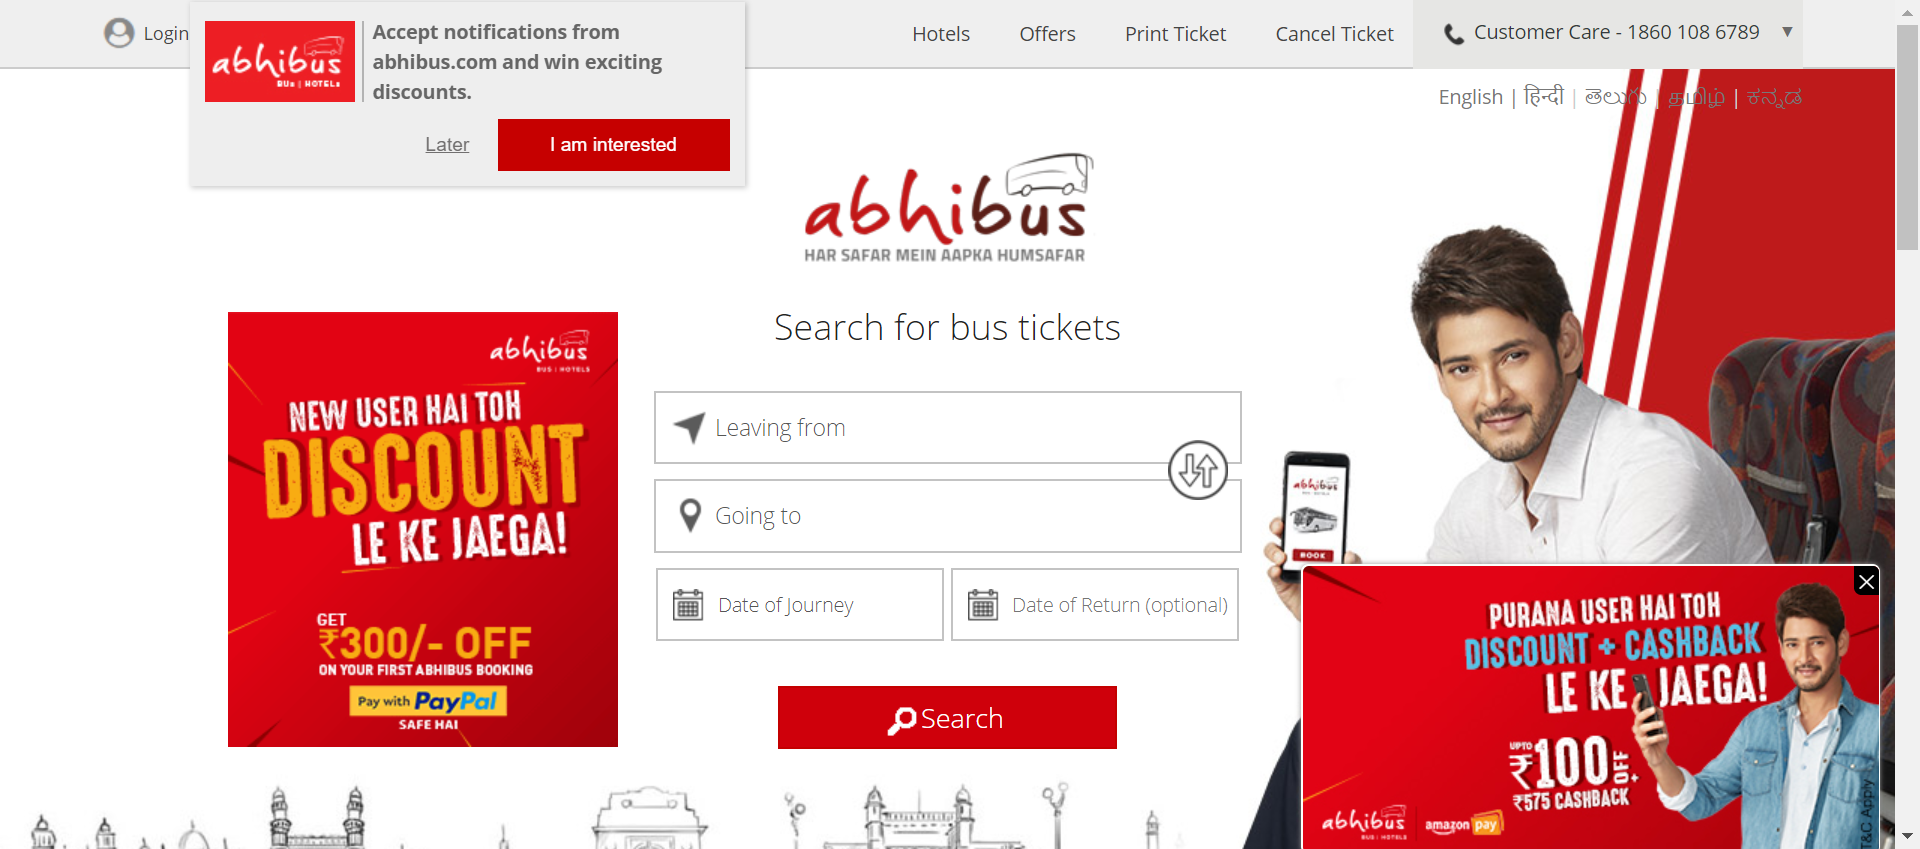 Login
abhibus
BUS | HOTELS
Accept notifications from
abhibus.com and win exciting
discounts.
Later
I am interested
Hotels
Offers
Print Ticket
Cancel Ticket
Customer Care - 1860 108 6789 ▼
English | हिन्दी | తెలుగు | தமிழ் | ಕನ್ನಡ
abhibus
HAR SAFAR MEIN AAPKA HUMSAFAR
Search for bus tickets
Leaving from
Going to
Date of Journey
Date of Return (optional)
Search
abhibus
BUS | HOTELS
NEW USER HAI TOH
DISCOUNT
LE KE JAEGA!
GET
₹300/- OFF
ON YOUR FIRST ABHIBUS BOOKING
Pay with PayPal
SAFE HAI
abhibus
BOOK
PURANA USER HAI TOH
DISCOUNT + CASHBACK
LE KE JAEGA!
UPTO
₹100 OFF+
₹575 CASHBACK
abhibus
BUS | HOTELS
amazon pay
T&C Apply